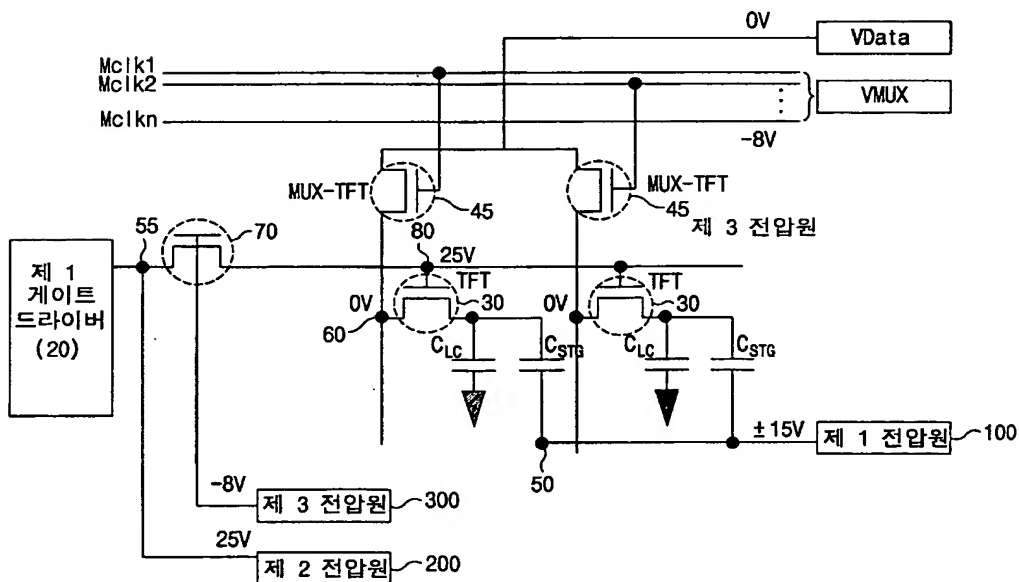 0V
VData
Mclk1
Mclk2
VMUX
Mclkn
-8V
MUX-TFT
45
MUX-TFT
45
제 3 전압원
55
70
80
25V
제 1
게이트
드라이버
(20)
TFT
30
TFT
30
0V
60
0V
CLC
CSTG
CLC
CSTG
±15V
제 1 전압원
100
50
-8V
제 3 전압원
300
25V
제 2 전압원
200